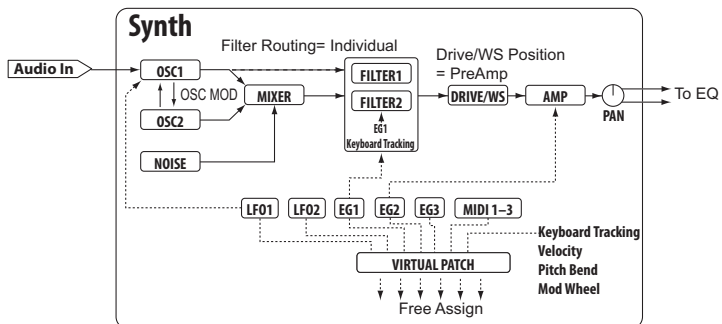 Synth
Filter Routing= Individual
Drive/WS Position
= PreAmp
Audio In
OSC1
OSC MOD
OSC2
MIXER
NOISE
FILTER1
FILTER2
EG1
Keyboard Tracking
DRIVE/WS
AMP
PAN
To EQ
LFO1
LFO2
EG1
EG2
EG3
MIDI 1–3
Keyboard Tracking
Velocity
Pitch Bend
Mod Wheel
VIRTUAL PATCH
Free Assign